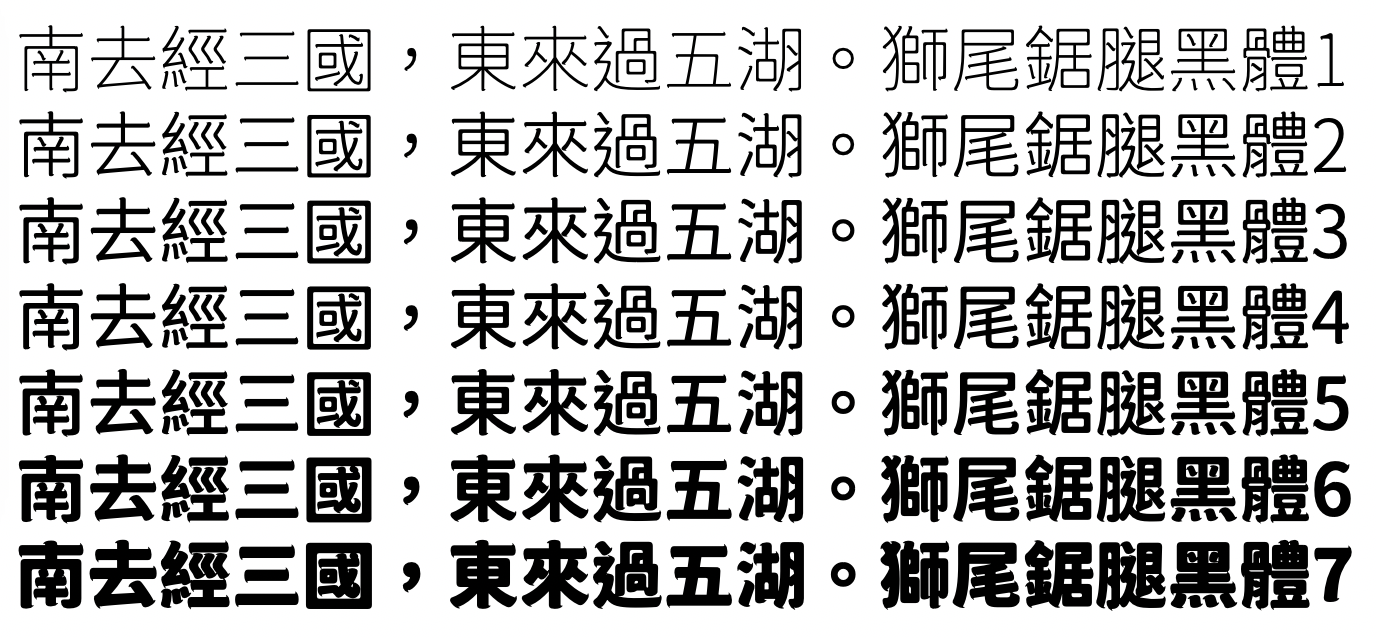 南去經三國，東來過五湖。獅尾鋸腿黑體1
南去經三國，東來過五湖。獅尾鋸腿黑體2
南去經三國，東來過五湖。獅尾鋸腿黑體3
南去經三國，東來過五湖。獅尾鋸腿黑體4
南去經三國，東來過五湖。獅尾鋸腿黑體5
南去經三國，東來過五湖。獅尾鋸腿黑體6
南去經三國，東來過五湖。獅尾鋸腿黑體7